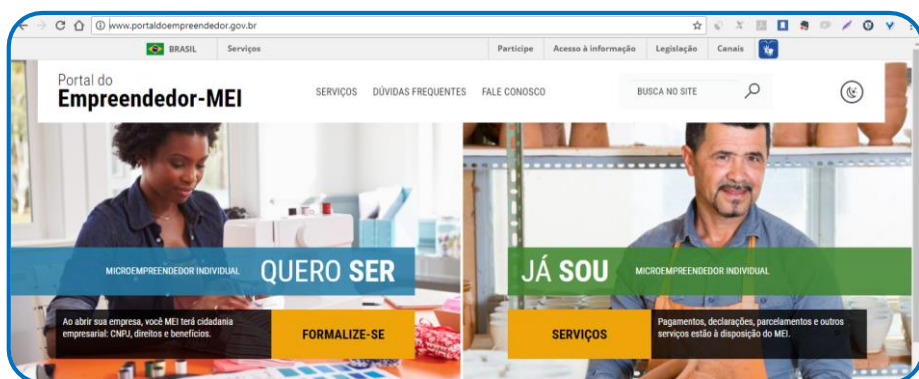 www.portaldoempreendedor.gov.br
BRASIL Serviços Participe Acesso à informação Legislação Canais
Portal do
Empreendedor-MEI
SERVIÇOS DÚVIDAS FREQUENTES FALE CONOSCO BUSCA NO SITE
MICROEMPREENDEDOR INDIVIDUAL QUERO SER
JÁ SOU MICROEMPREENDEDOR INDIVIDUAL
Ao abrir sua empresa, você MEI terá cidadania
empresarial: CNPJ, direitos e benefícios.
FORMALIZE-SE
SERVIÇOS
Pagamentos, declarações, parcelamentos e outros
serviços estão à disposição do MEI.